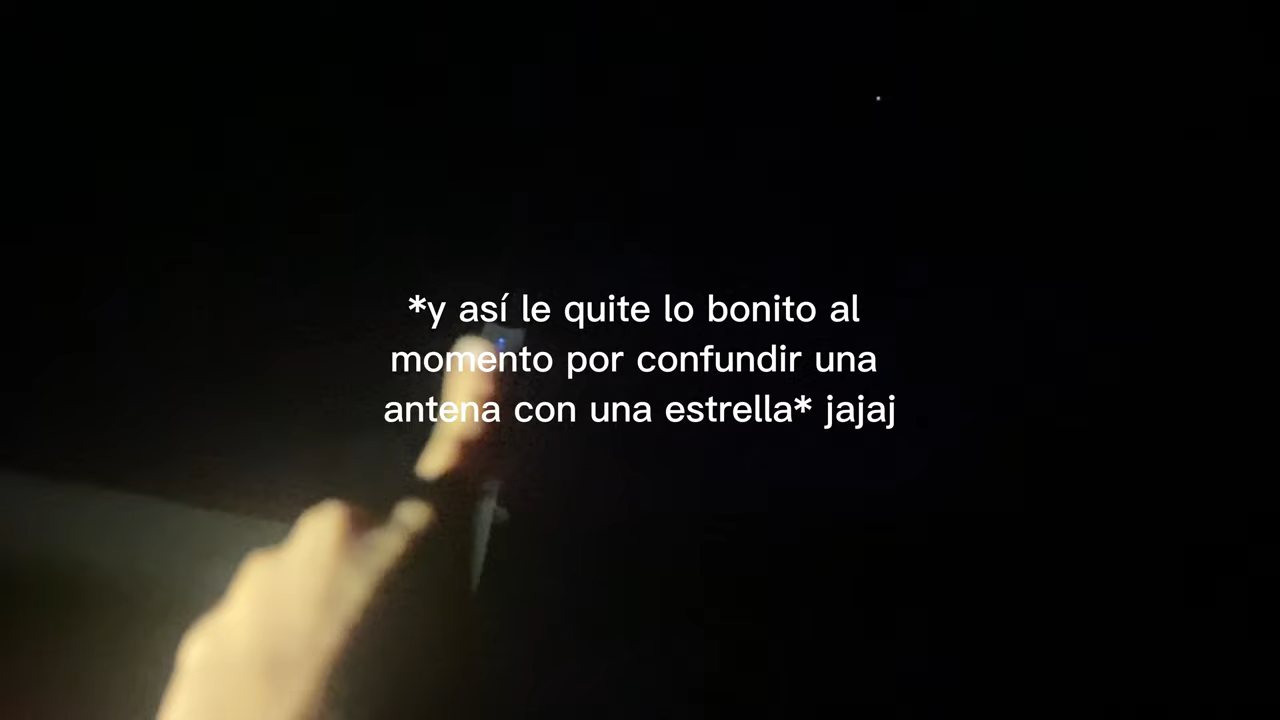 *y así le quite lo bonito al
momento por confundir una
antena con una estrella* jajaj